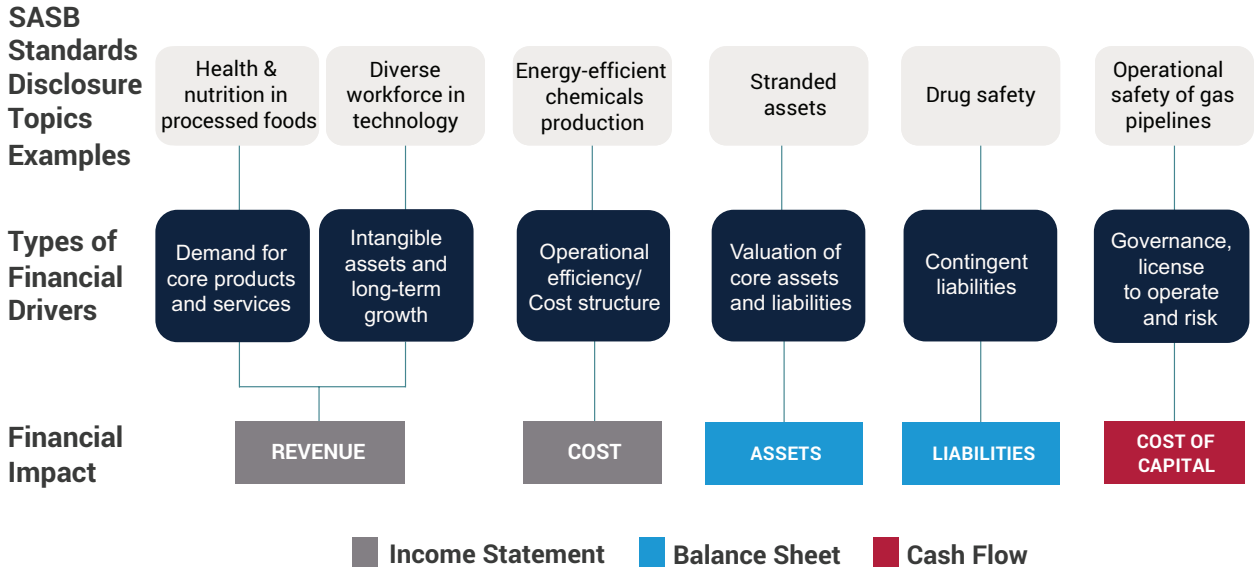 SASB
Standards
Disclosure
Topics
Examples
Health &
nutrition in
processed foods
Diverse
workforce in
technology
Energy-efficient
chemicals
production
Stranded
assets
Drug safety
Operational
safety of gas
pipelines
Types of
Financial
Drivers
Demand for
core products
and services
Intangible
assets and
long-term
growth
Operational
efficiency/
Cost structure
Valuation of
core assets
and liabilities
Contingent
liabilities
Governance,
license
to operate
and risk
Financial
Impact
REVENUE
COST
ASSETS
LIABILITIES
COST OF
CAPITAL
Income Statement
Balance Sheet
Cash Flow